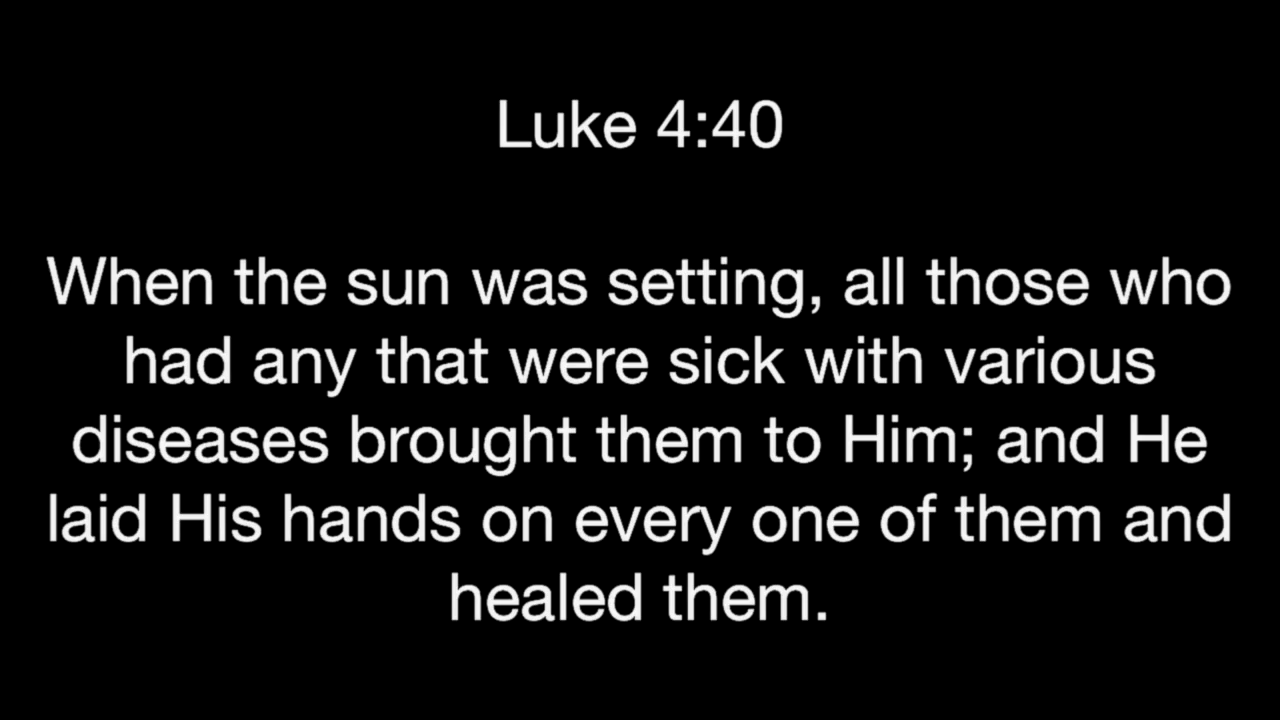 Luke 4:40
When the sun was setting, all those who
had any that were sick with various
diseases brought them to Him; and He
laid His hands on every one of them and
healed them.